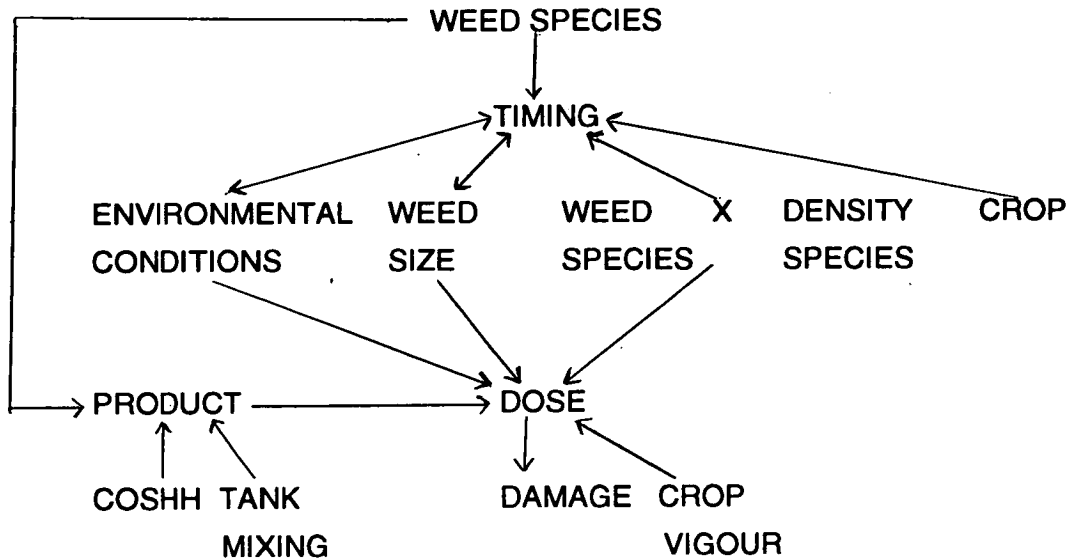 WEED SPECIES
TIMING
ENVIRONMENTAL WEED WEED X DENSITY CROP
CONDITIONS SIZE SPECIES SPECIES
PRODUCT DOSE
COSHH TANK DAMAGE CROP
MIXING VIGOUR